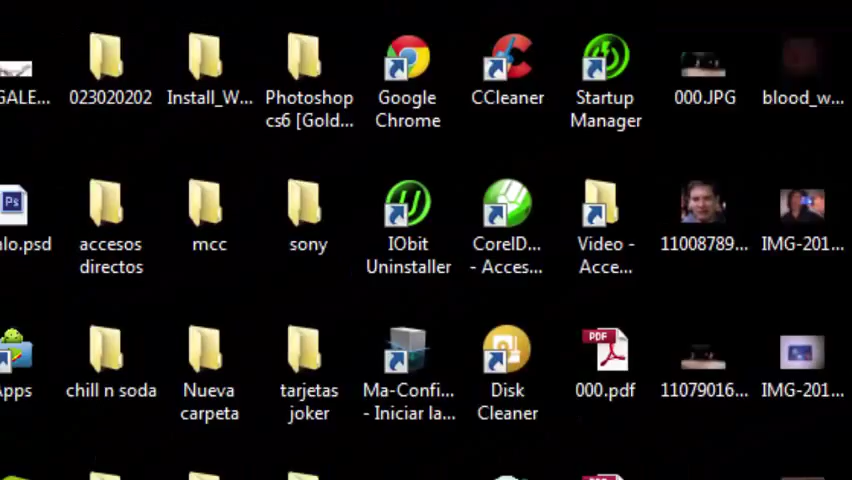 GALE...
023020202
Install_W...
Photoshop
cs6 [Gold...
Google
Chrome
CCleaner
Startup
Manager
000.JPG
blood_w...
Ps
alo.psd
accesos
directos
mcc
sony
IObit
Uninstaller
CorelD...
- Acces...
Video -
Acce...
11008789...
IMG-201...
Apps
chill n soda
Nueva
carpeta
tarjetas
joker
Ma-Confi...
- Iniciar la...
Disk
Cleaner
PDF
000.pdf
11079016...
IMG-201...